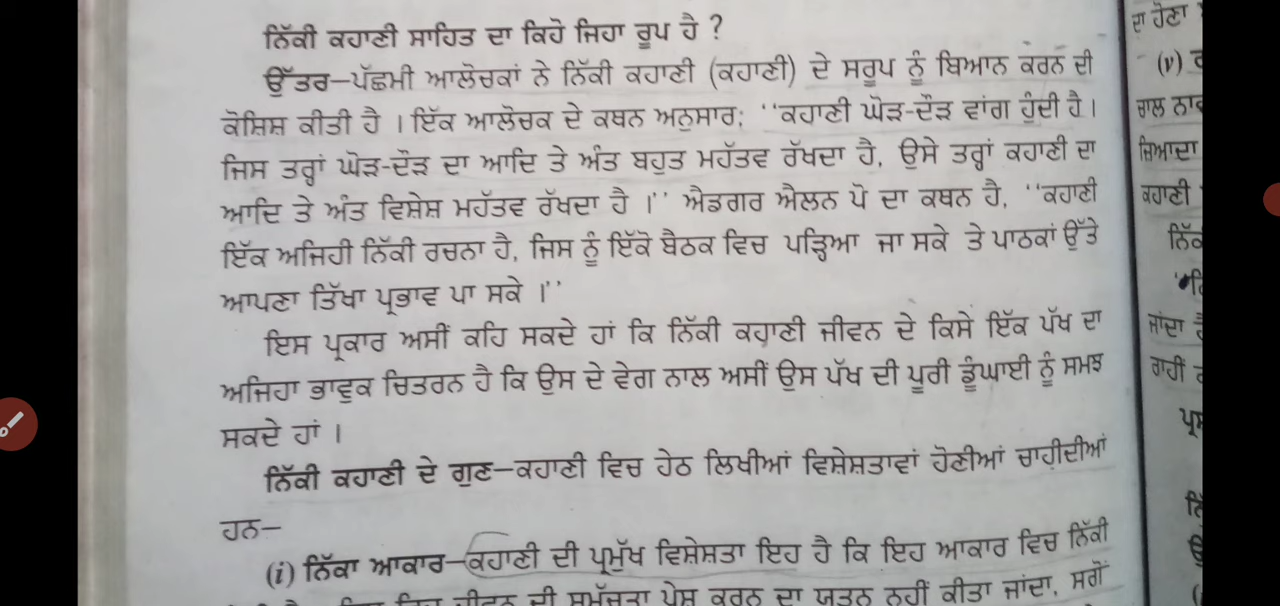 ਨਿੱਕੀ ਕਹਾਣੀ ਸਾਹਿਤ ਦਾ ਕਿਹੋ ਜਿਹਾ ਰੂਪ ਹੈ ?
ਉੱਤਰ—ਪੱਛਮੀ ਆਲੋਚਕਾਂ ਨੇ ਨਿੱਕੀ ਕਹਾਣੀ (ਕਹਾਣੀ) ਦੇ ਸਰੂਪ ਨੂੰ ਬਿਆਨ ਕਰਨ ਦੀ
ਕੋਸ਼ਿਸ਼ ਕੀਤੀ ਹੈ । ਇੱਕ ਆਲੋਚਕ ਦੇ ਕਥਨ ਅਨੁਸਾਰ; ‘‘ਕਹਾਣੀ ਘੋੜ-ਦੌੜ ਵਾਂਗ ਹੁੰਦੀ ਹੈ ।
ਜਿਸ ਤਰ੍ਹਾਂ ਘੋੜ-ਦੌੜ ਦਾ ਆਦਿ ਤੇ ਅੰਤ ਬਹੁਤ ਮਹੱਤਵ ਰੱਖਦਾ ਹੈ, ਉਸੇ ਤਰ੍ਹਾਂ ਕਹਾਣੀ ਦਾ
ਆਦਿ ਤੇ ਅੰਤ ਵਿਸ਼ੇਸ਼ ਮਹੱਤਵ ਰੱਖਦਾ ਹੈ ।’’ ਐਡਗਰ ਐਲਨ ਪੋ ਦਾ ਕਥਨ ਹੈ, ‘‘ਕਹਾਣੀ
ਇੱਕ ਅਜਿਹੀ ਨਿੱਕੀ ਰਚਨਾ ਹੈ, ਜਿਸ ਨੂੰ ਇੱਕੋ ਬੈਠਕ ਵਿਚ ਪੜ੍ਹਿਆ ਜਾ ਸਕੇ ਤੇ ਪਾਠਕਾਂ ਉੱਤੇ
ਆਪਣਾ ਤਿੱਖਾ ਪ੍ਰਭਾਵ ਪਾ ਸਕੇ ।’’
ਇਸ ਪ੍ਰਕਾਰ ਅਸੀਂ ਕਹਿ ਸਕਦੇ ਹਾਂ ਕਿ ਨਿੱਕੀ ਕਹਾਣੀ ਜੀਵਨ ਦੇ ਕਿਸੇ ਇੱਕ ਪੱਖ ਦਾ
ਅਜਿਹਾ ਭਾਵੁਕ ਚਿਤਰਨ ਹੈ ਕਿ ਉਸ ਦੇ ਵੇਗ ਨਾਲ ਅਸੀਂ ਉਸ ਪੱਖ ਦੀ ਪੂਰੀ ਡੂੰਘਾਈ ਨੂੰ ਸਮਝ
ਸਕਦੇ ਹਾਂ ।
ਨਿੱਕੀ ਕਹਾਣੀ ਦੇ ਗੁਣ—ਕਹਾਣੀ ਵਿਚ ਹੇਠ ਲਿਖੀਆਂ ਵਿਸ਼ੇਸ਼ਤਾਵਾਂ ਹੋਣੀਆਂ ਚਾਹੀਦੀਆਂ
ਹਨ—
(i) ਨਿੱਕਾ ਆਕਾਰ—ਕਹਾਣੀ ਦੀ ਪ੍ਰਮੁੱਖ ਵਿਸ਼ੇਸ਼ਤਾ ਇਹ ਹੈ ਕਿ ਇਹ ਆਕਾਰ ਵਿਚ ਨਿੱਕੀ
ਜੀਵਨ ਦੀ ਸਮੱਜਤਾ ਪੇਸ਼ ਕਰਨ ਦਾ ਯਤਨ ਨਹੀਂ ਕੀਤਾ ਜਾਂਦਾ, ਸਗੋਂ
ਦਾ ਹੋਣਾ
(v)
ਚਾਲ
ਜ਼ਿਆਦਾ
ਕਹਾਣੀ
ਜਾਂਦਾ
ਰਾਹੀਂ